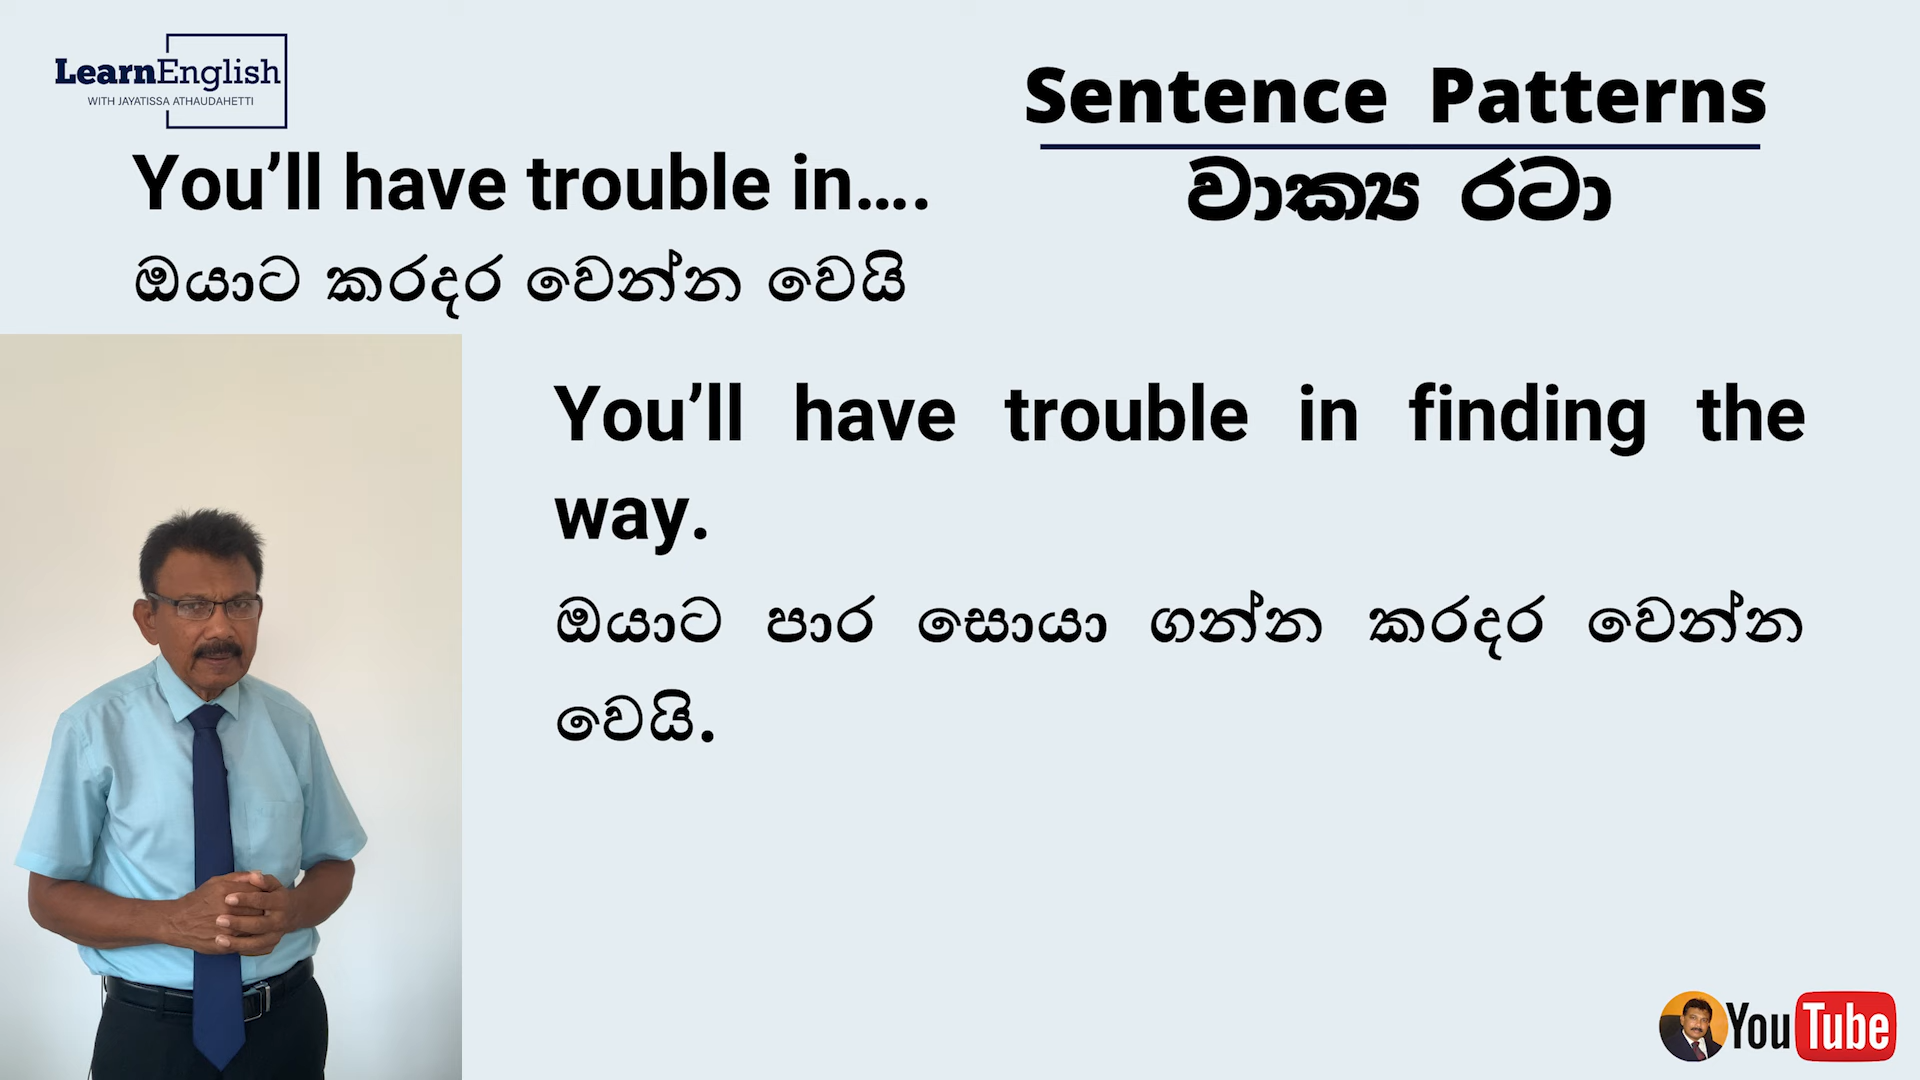 LearnEnglish
WITH JAYATISSA ATHAUDAHETTI
Sentence Patterns
වාක්‍ය රටා
You’ll have trouble in....
ඔයාට කරදර වෙන්න වෙයි
You’ll have trouble in finding the
way.
ඔයාට පාර සොයා ගන්න කරදර වෙන්න
වෙයි.
YouTube